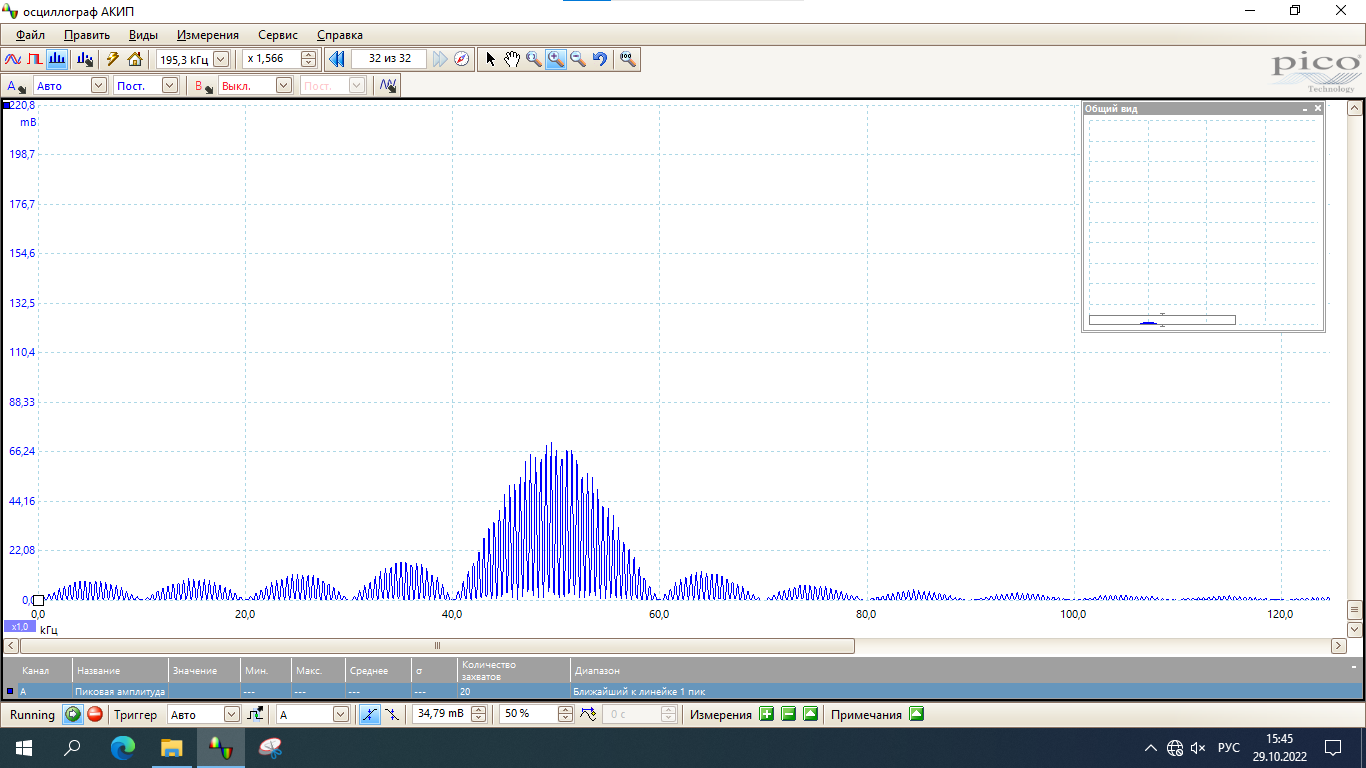 осциллограф АКИП
Файл Править Виды Измерения Сервис Справка
195,3 кГц x 1,566 32 из 32
pico
Technology
A Авто Пост. B Выкл. Пост.
220,8
mВ
198,7
176,7
154,6
132,5
110,4
88,33
66,24
44,16
22,08
0,0
Общий вид
0,0 20,0 40,0 60,0 80,0 100,0 120,0
x1,0 кГц
Канал Название Значение Мин. Макс. Среднее σ Количество захватов Диапазон
A Пиковая амплитуда --- --- --- --- 20 Ближайший к линейке 1 пик
Running Триггер Авто A 34,79 mВ 50 % 0 с Измерения Примечания
РУС 15:45
29.10.2022